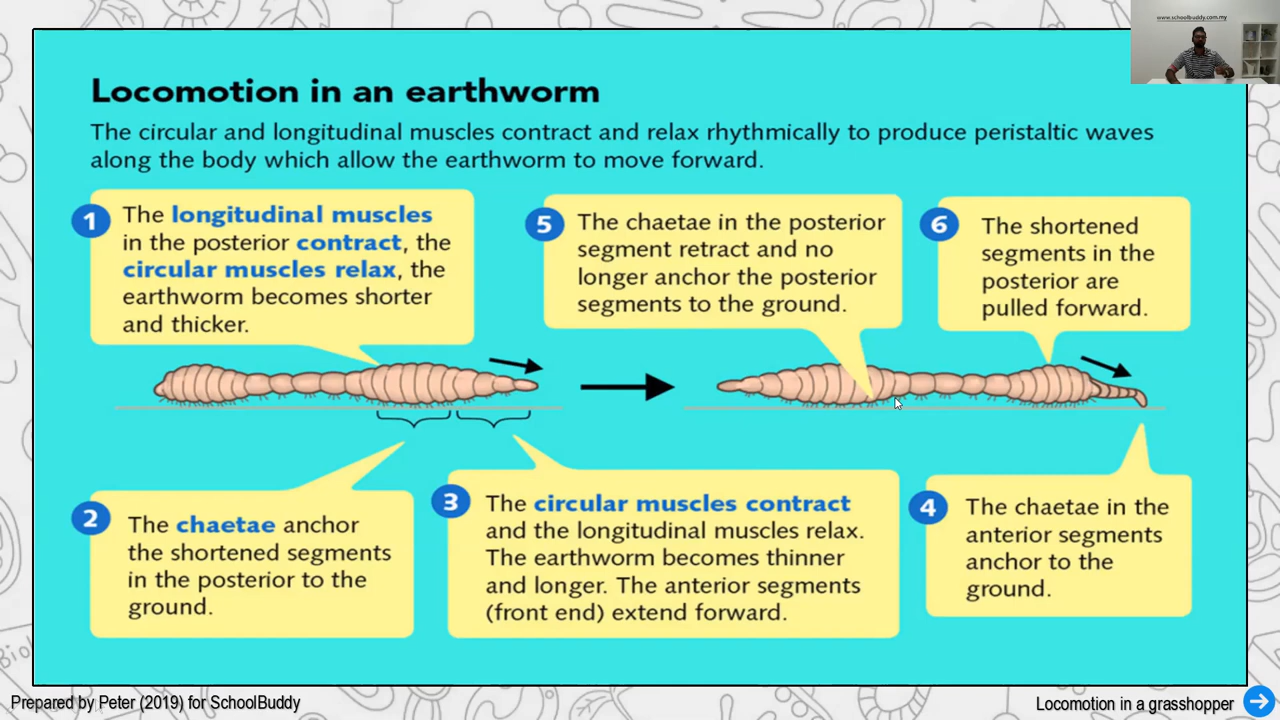 www.schoolbuddy.com.my
Locomotion in an earthworm
The circular and longitudinal muscles contract and relax rhythmically to produce peristaltic waves
along the body which allow the earthworm to move forward.
1
The longitudinal muscles
in the posterior contract, the
circular muscles relax, the
earthworm becomes shorter
and thicker.
5
The chaetae in the posterior
segment retract and no
longer anchor the posterior
segments to the ground.
6
The shortened
segments in the
posterior are
pulled forward.
2
The chaetae anchor
the shortened segments
in the posterior to the
ground.
3
The circular muscles contract
and the longitudinal muscles relax.
The earthworm becomes thinner
and longer. The anterior segments
(front end) extend forward.
4
The chaetae in the
anterior segments
anchor to the
ground.
Prepared by Peter (2019) for SchoolBuddy
Locomotion in a grasshopper